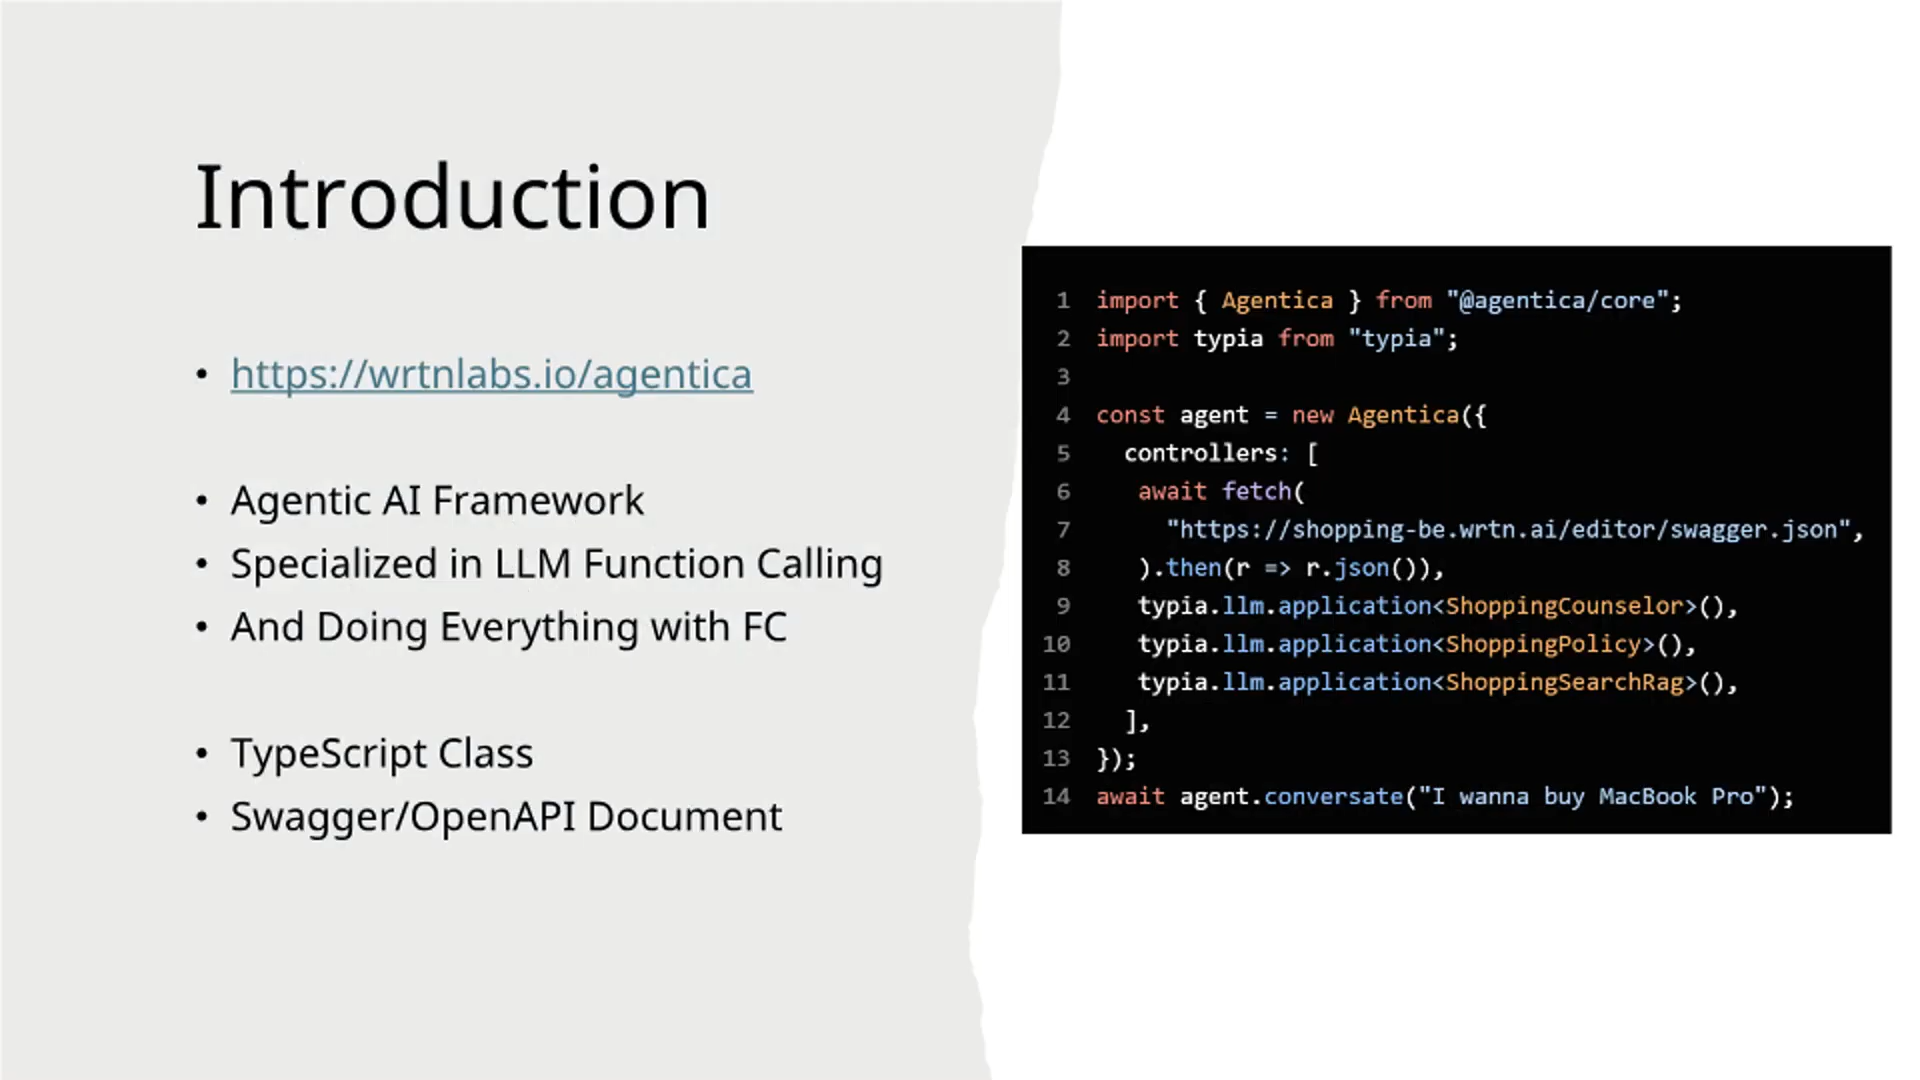 Introduction
• https://wrtnlabs.io/agentica
• Agentic AI Framework
• Specialized in LLM Function Calling
• And Doing Everything with FC
• TypeScript Class
• Swagger/OpenAPI Document
1 import { Agentica } from "@agentica/core";
2 import typia from "typia";
3
4 const agent = new Agentica({
5 controllers: [
6 await fetch(
7 "https://shopping-be.wrtn.ai/editor/swagger.json",
8 ).then(r => r.json()),
9 typia.llm.application<ShoppingCounselor>(),
10 typia.llm.application<ShoppingPolicy>(),
11 typia.llm.application<ShoppingSearchRag>(),
12 ],
13 });
14 await agent.conversate("I wanna buy MacBook Pro");